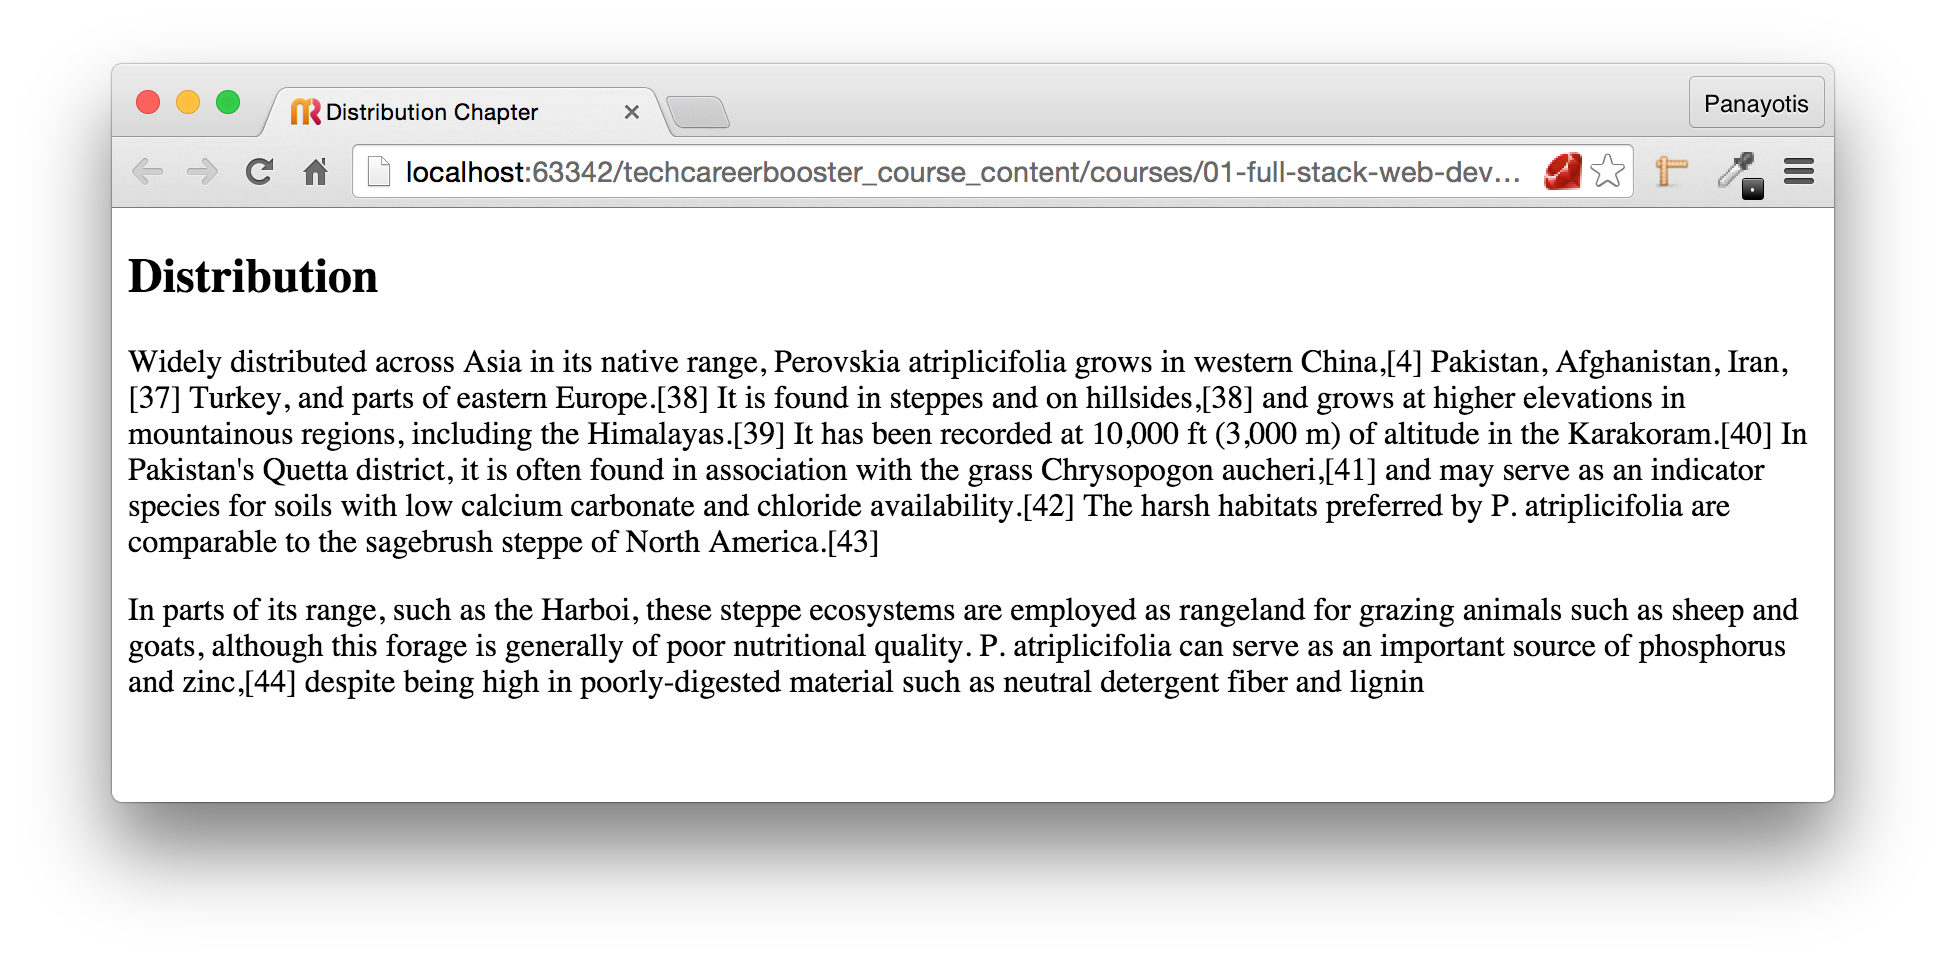 Distribution Chapter
Panayotis
localhost:63342/techcareerbooster_course_content/courses/01-full-stack-web-dev...
Distribution
Widely distributed across Asia in its native range, Perovskia atriplicifolia grows in western China,[4] Pakistan, Afghanistan, Iran,
[37] Turkey, and parts of eastern Europe.[38] It is found in steppes and on hillsides,[38] and grows at higher elevations in
mountainous regions, including the Himalayas.[39] It has been recorded at 10,000 ft (3,000 m) of altitude in the Karakoram.[40] In
Pakistan's Quetta district, it is often found in association with the grass Chrysopogon aucheri,[41] and may serve as an indicator
species for soils with low calcium carbonate and chloride availability.[42] The harsh habitats preferred by P. atriplicifolia are
comparable to the sagebrush steppe of North America.[43]
In parts of its range, such as the Harboi, these steppe ecosystems are employed as rangeland for grazing animals such as sheep and
goats, although this forage is generally of poor nutritional quality. P. atriplicifolia can serve as an important source of phosphorus
and zinc,[44] despite being high in poorly-digested material such as neutral detergent fiber and lignin